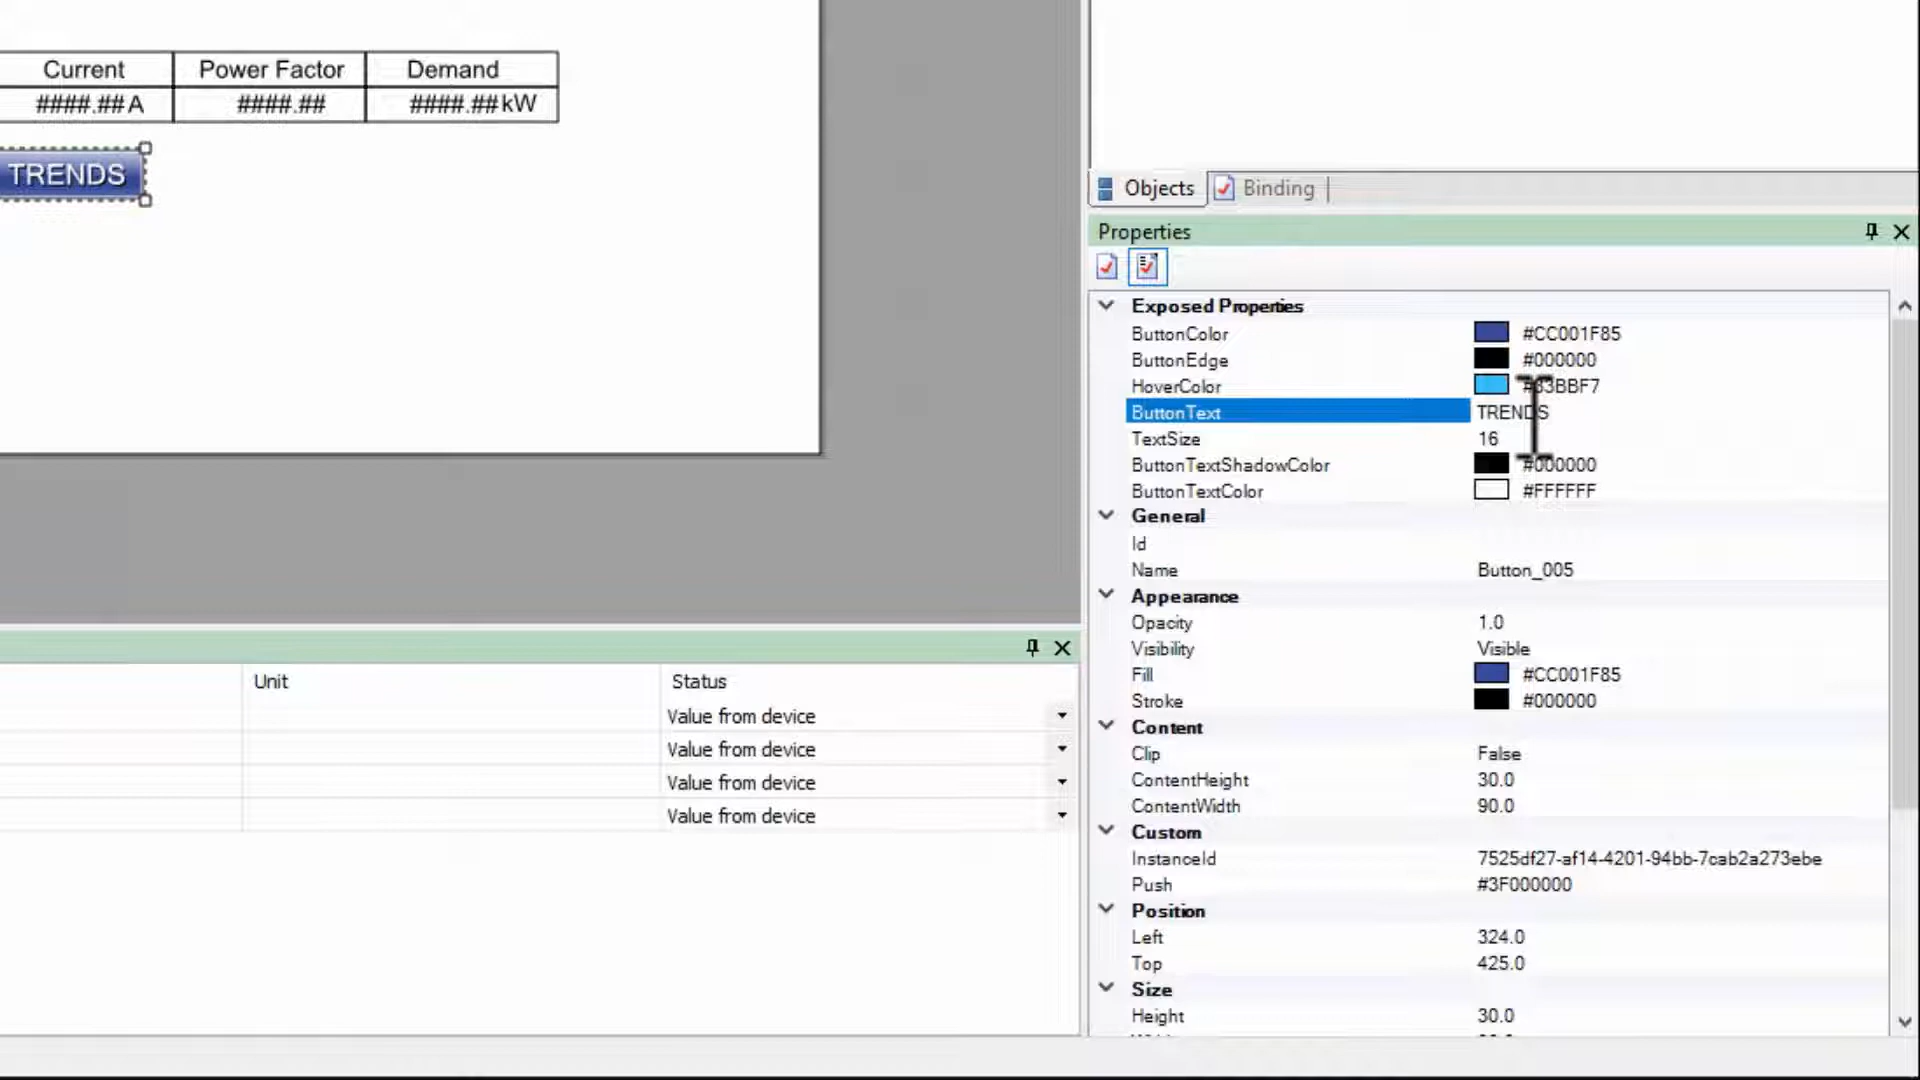 Current Power Factor Demand
####.## A ####.## ####.## kW
TRENDS
Unit Status
Value from device
Value from device
Value from device
Value from device
Objects Binding
Properties
Exposed Properties
ButtonColor #CC001F85
ButtonEdge #000000
HoverColor #33BBF7
ButtonText TRENDS
TextSize 16
ButtonTextShadowColor #000000
ButtonTextColor #FFFFFF
General
Id
Name Button_005
Appearance
Opacity 1.0
Visibility Visible
Fill #CC001F85
Stroke #000000
Content
Clip False
ContentHeight 30.0
ContentWidth 90.0
Custom
InstanceId 7525df27-af14-4201-94bb-7cab2a273ebe
Push #3F000000
Position
Left 324.0
Top 425.0
Size
Height 30.0